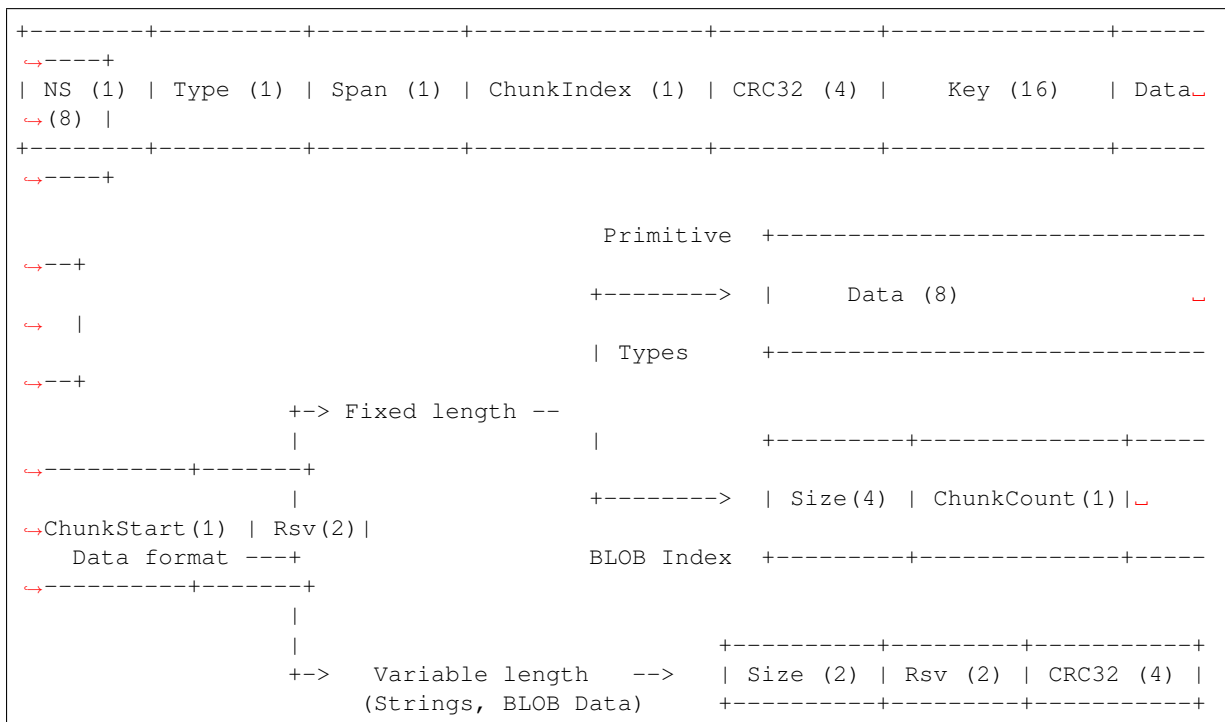 +--------+----------+----------+---------------+-----------+---------------+------
↪----+
| NS (1) | Type (1) | Span (1) | ChunkIndex (1) | CRC32 (4) |    Key (16)   | Data␣
↪(8) |
+--------+----------+----------+---------------+-----------+---------------+------
↪----+
                                       Primitive  +-----------------------------
↪--+
                                      +-------->  |     Data (8)               ␣
↪  |
                                      | Types     +-----------------------------
↪--+
                  +-> Fixed length --
                  |                   |           +---------+--------------+-----
↪----------+-------+
                  |                   +-------->  | Size(4) | ChunkCount(1)|␣
↪ChunkStart(1) | Rsv(2)|
    Data format ---+                   BLOB Index  +---------+--------------+-----
↪----------+-------+
                  |
                  |                            +----------+---------+-----------+
                  +->   Variable length   -->  | Size (2) | Rsv (2) | CRC32 (4) |
                       (Strings, BLOB Data)    +----------+---------+-----------+